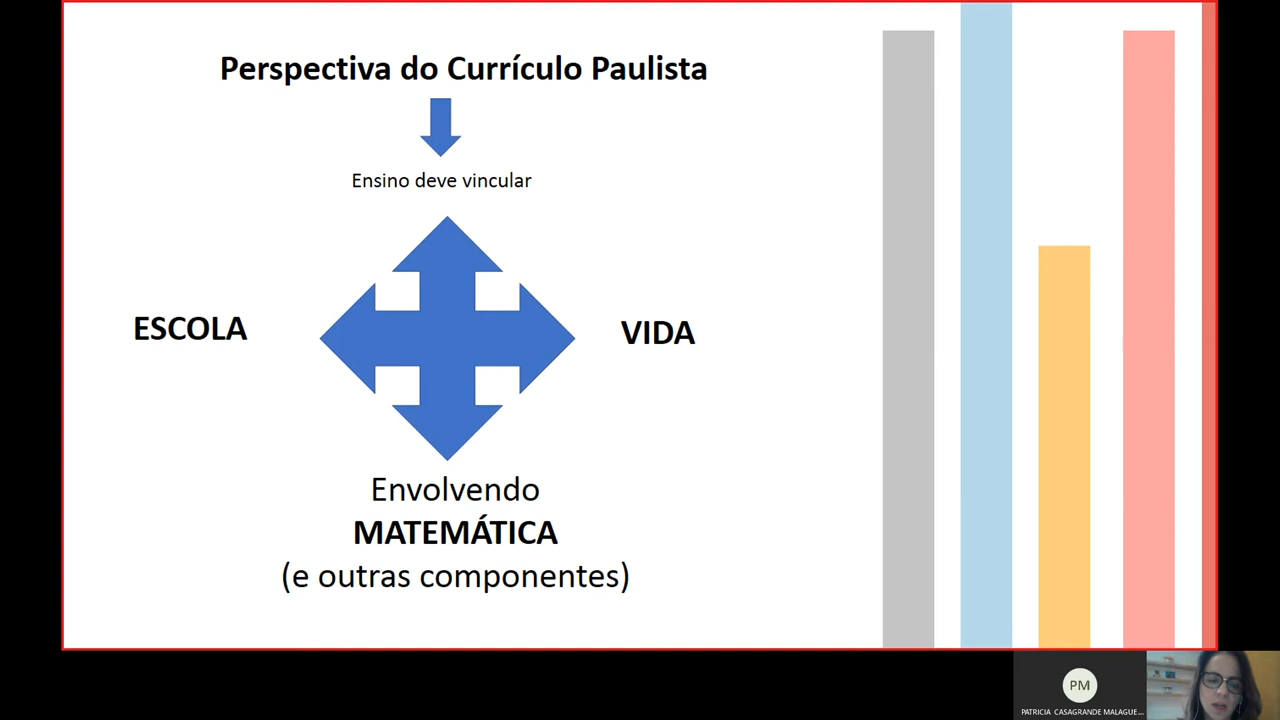 Perspectiva do Currículo Paulista
Ensino deve vincular
ESCOLA
VIDA
Envolvendo
MATEMÁTICA
(e outras componentes)
PM
PATRICIA CASAGRANDE MALAGUE...